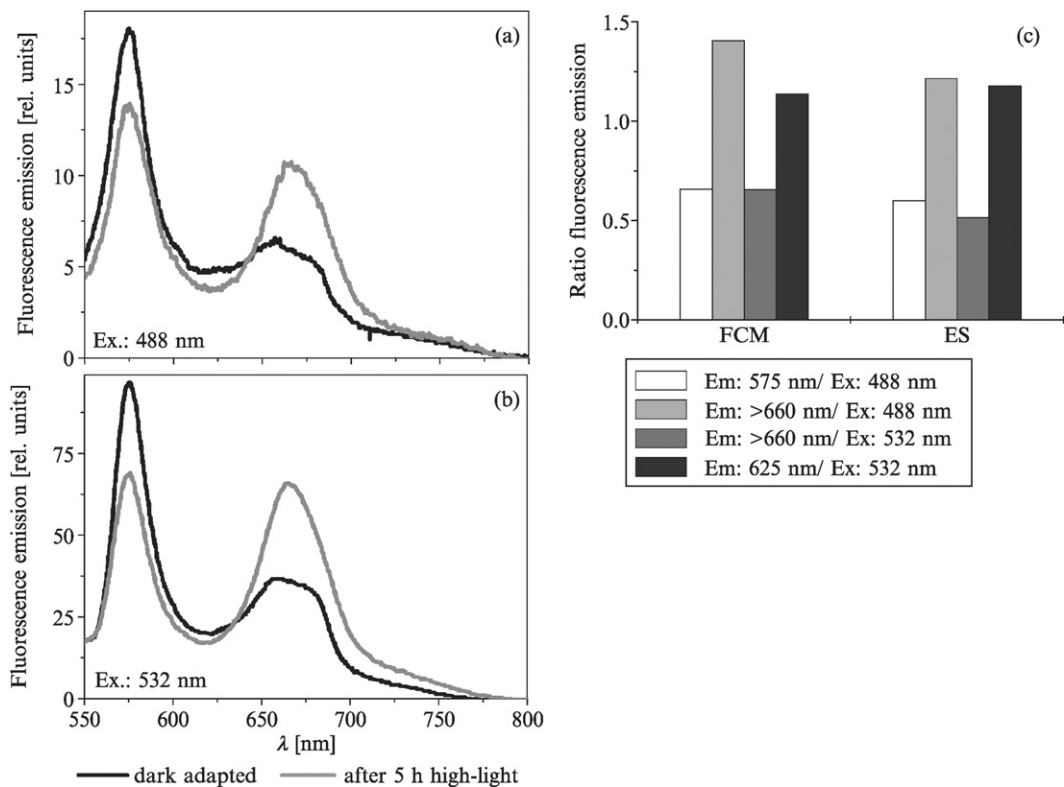 (a)
Fluorescence emission [rel. units]
15
10
5
0
Ex.: 488 nm
(b)
Fluorescence emission [rel. units]
75
50
25
0
Ex.: 532 nm
550 600 650 700 750 800
λ [nm]
dark adapted after 5 h high-light
(c)
Ratio fluorescence emission
1.5
1.0
0.5
0.0
FCM ES
Em: 575 nm/ Ex: 488 nm
Em: >660 nm/ Ex: 488 nm
Em: >660 nm/ Ex: 532 nm
Em: 625 nm/ Ex: 532 nm